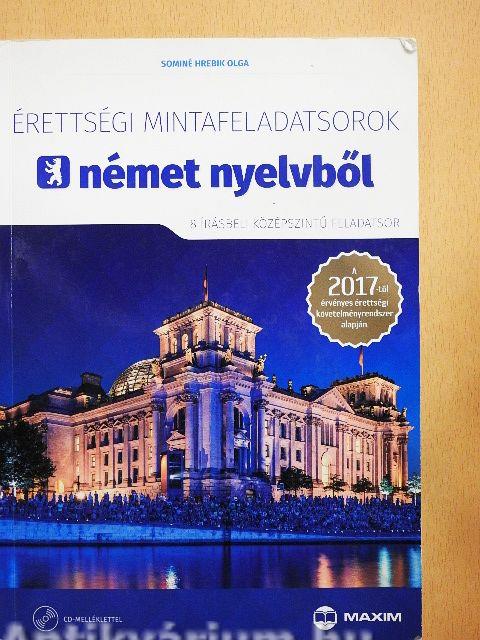 SOMINÉ HREBIK OLGA
ÉRETTSÉGI MINTAFELADATSOROK
német nyelvből
8 ÍRÁSBELI KÖZÉPSZINTŰ FELADATSOR
A
2017-től
érvényes érettségi
követelményrendszer
alapján
CD-MELLÉKLETTEL
MAXIM